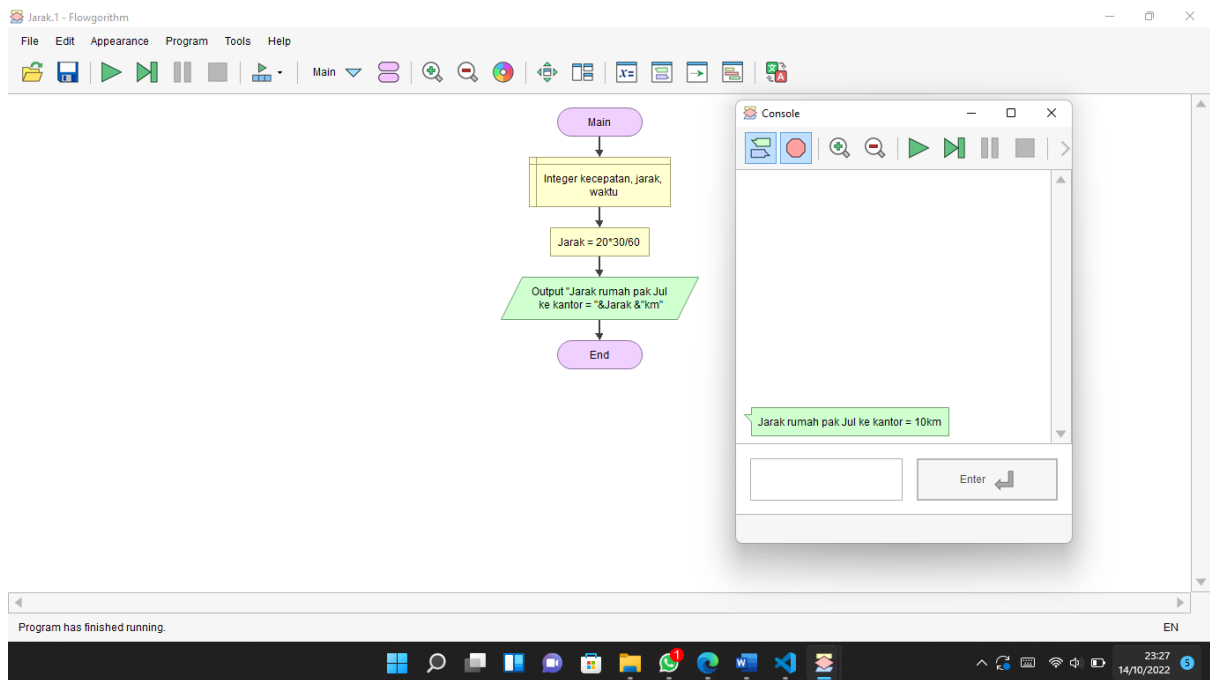 Jarak.1 - Flowgorithm
File Edit Appearance Program Tools Help
Main
Main
Integer kecepatan, jarak,
waktu
Jarak = 20*30/60
Output "Jarak rumah pak Jul
ke kantor = "&Jarak &"km"
End
Console
Jarak rumah pak Jul ke kantor = 10km
Enter
Program has finished running.
EN
1
23:27
14/10/2022
5